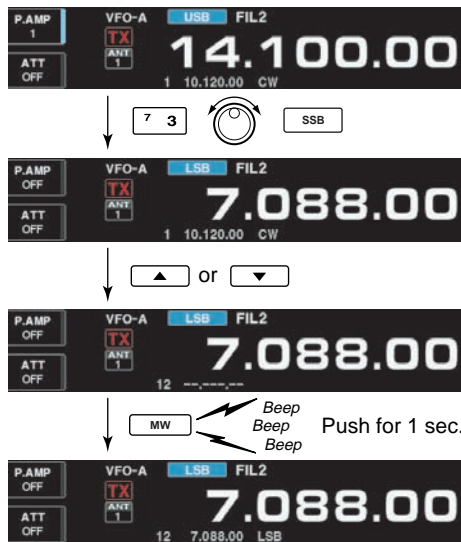 P.AMP VFO-A USB FIL2
1 TX
ANT
1 14.100.00
ATT
OFF 1 10.120.00 CW
7 3 SSB
P.AMP VFO-A LSB FIL2
OFF TX
ANT
1 7.088.00
ATT
OFF 1 10.120.00 CW
▲ or ▼
P.AMP VFO-A LSB FIL2
OFF TX
ANT
1 7.088.00
ATT
OFF 12 --.---.--
MW Beep
Beep Push for 1 sec.
Beep
P.AMP VFO-A LSB FIL2
OFF TX
ANT
1 7.088.00
ATT
OFF 12 7.088.00 LSB